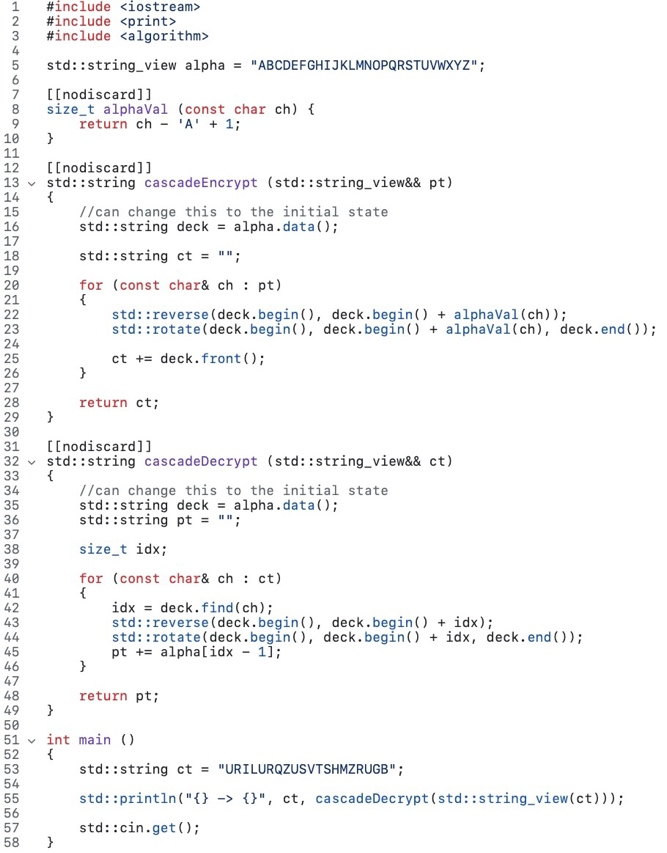 1 #include <iostream>
2 #include <print>
3 #include <algorithm>
4
5 std::string_view alpha = "ABCDEFGHIJKLMNOPQRSTUVWXYZ";
6
7 [[nodiscard]]
8 size_t alphaVal (const char ch) {
9     return ch - 'A' + 1;
10 }
11
12 [[nodiscard]]
13 std::string cascadeEncrypt (std::string_view&& pt)
14 {
15     //can change this to the initial state
16     std::string deck = alpha.data();
17
18     std::string ct = "";
19
20     for (const char& ch : pt)
21     {
22         std::reverse(deck.begin(), deck.begin() + alphaVal(ch));
23         std::rotate(deck.begin(), deck.begin() + alphaVal(ch), deck.end());
24
25         ct += deck.front();
26     }
27
28     return ct;
29 }
30
31 [[nodiscard]]
32 std::string cascadeDecrypt (std::string_view&& ct)
33 {
34     //can change this to the initial state
35     std::string deck = alpha.data();
36     std::string pt = "";
37
38     size_t idx;
39
40     for (const char& ch : ct)
41     {
42         idx = deck.find(ch);
43         std::reverse(deck.begin(), deck.begin() + idx);
44         std::rotate(deck.begin(), deck.begin() + idx, deck.end());
45         pt += alpha[idx - 1];
46     }
47
48     return pt;
49 }
50
51 int main ()
52 {
53     std::string ct = "URILURQZUSVTSHMZRUGB";
54
55     std::println("{} -> {}", ct, cascadeDecrypt(std::string_view(ct)));
56
57     std::cin.get();
58 }